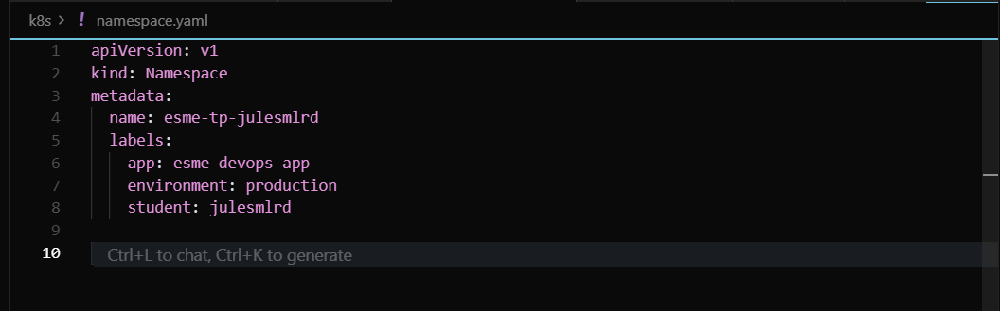 k8s > ! namespace.yaml
1 apiVersion: v1
2 kind: Namespace
3 metadata:
4 name: esme-tp-julesmlrd
5 labels:
6 app: esme-devops-app
7 environment: production
8 student: julesmlrd
9
10 Ctrl+L to chat, Ctrl+K to generate